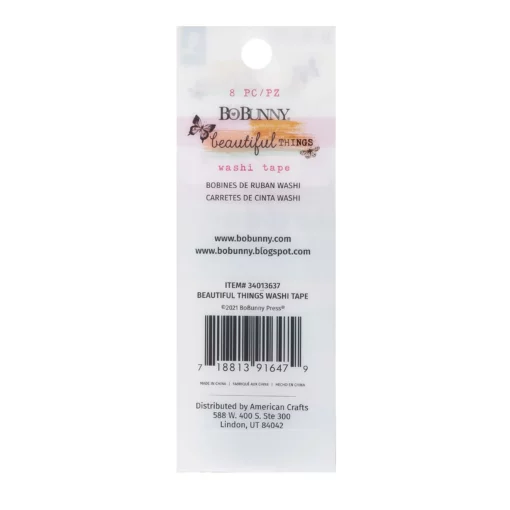 8 PC/PZ
BOBUNNY
beautiful THINGS
washi tape
BOBINES DE RUBAN WASHI
CARRETES DE CINTA WASHI
www.bobunny.com
www.bobunny.blogspot.com
ITEM# 34013637
BEAUTIFUL THINGS WASHI TAPE
©2021 BoBunny Press®
7 18813 91647 9
MADE IN CHINA | FABRIQUÉ AUX CHINE | HECHO EN CHINA
Distributed by American Crafts
588 W. 400 S. Ste 300
Lindon, UT 84042